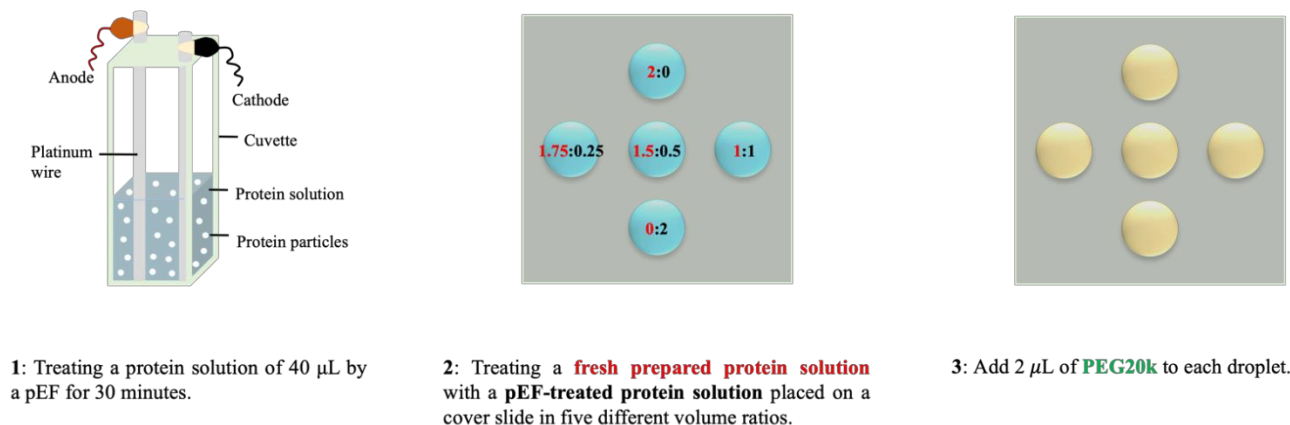 Anode
Cathode
Cuvette
Platinum
wire
Protein solution
Protein particles
2:0
1.75:0.25
1.5:0.5
1:1
0:2
1: Treating a protein solution of 40 μL by
a pEF for 30 minutes.
2: Treating a fresh prepared protein solution
with a pEF-treated protein solution placed on a
cover slide in five different volume ratios.
3: Add 2 μL of PEG20k to each droplet.